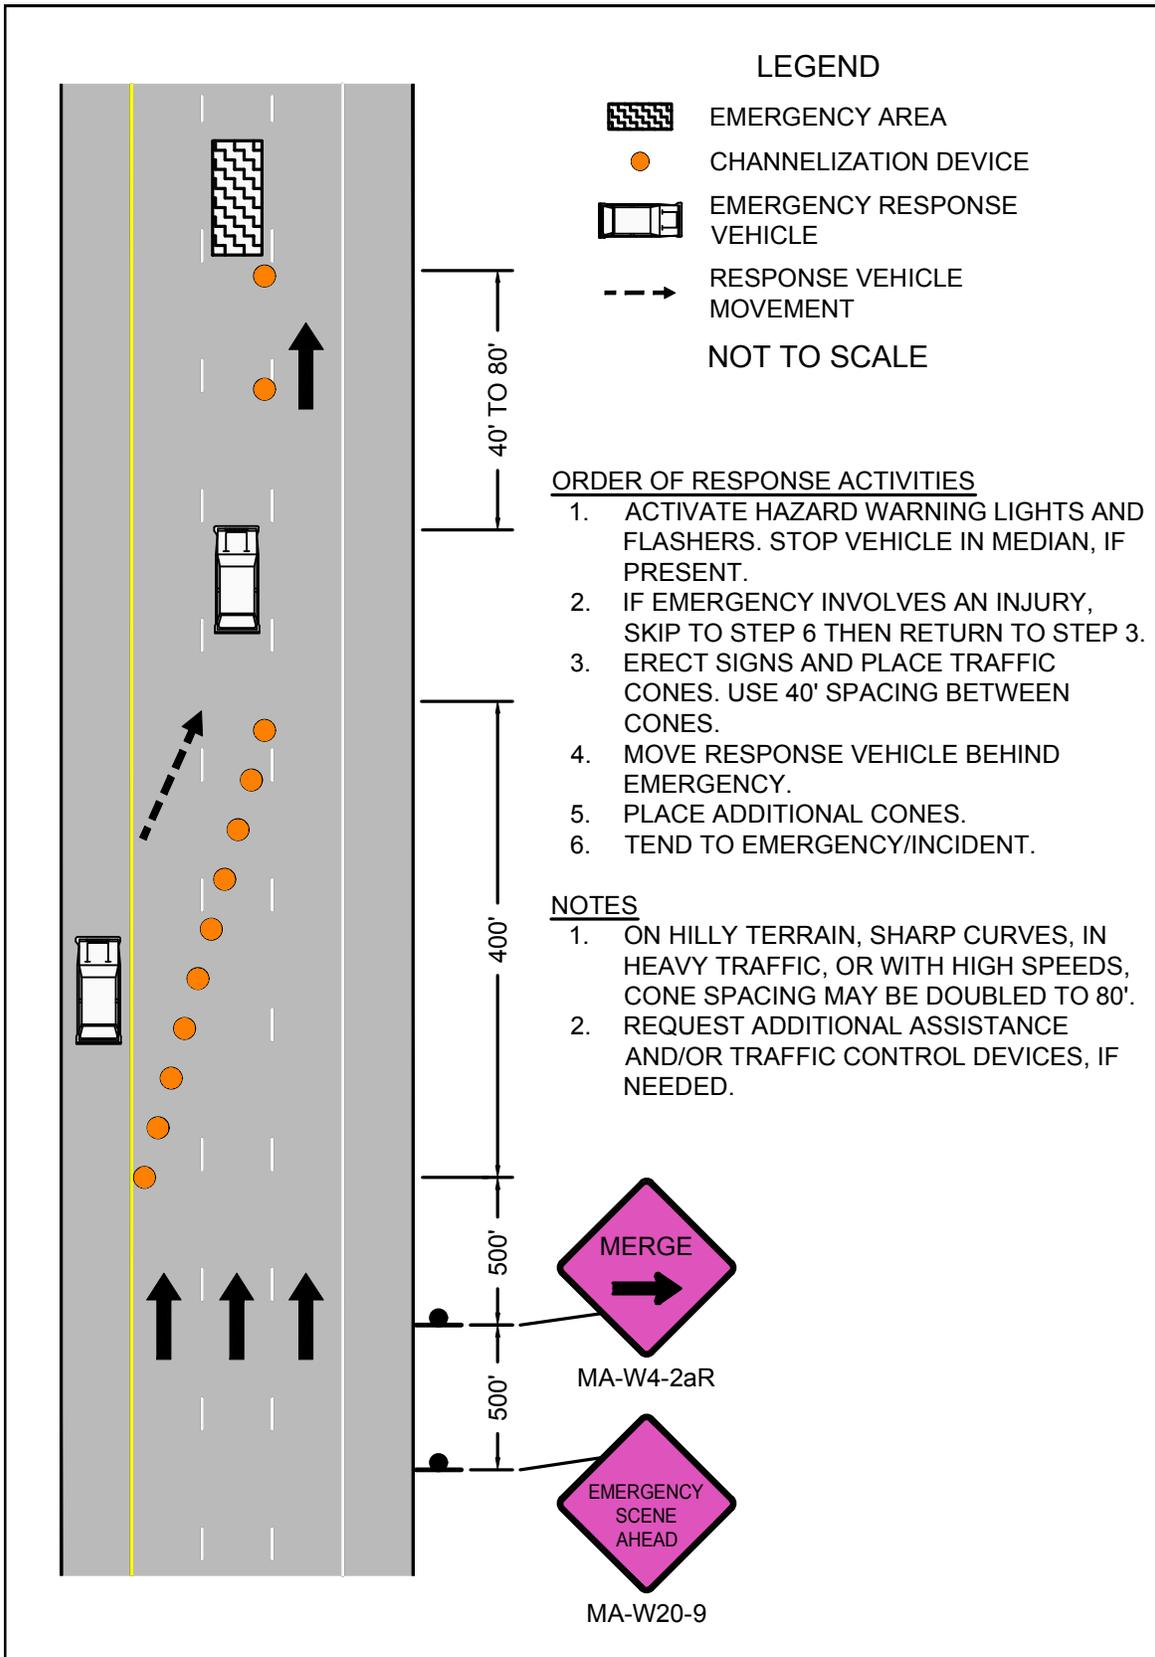 LEGEND
EMERGENCY AREA
CHANNELIZATION DEVICE
EMERGENCY RESPONSE
VEHICLE
RESPONSE VEHICLE
MOVEMENT
NOT TO SCALE
40' TO 80'
ORDER OF RESPONSE ACTIVITIES
1. ACTIVATE HAZARD WARNING LIGHTS AND
FLASHERS. STOP VEHICLE IN MEDIAN, IF
PRESENT.
2. IF EMERGENCY INVOLVES AN INJURY,
SKIP TO STEP 6 THEN RETURN TO STEP 3.
3. ERECT SIGNS AND PLACE TRAFFIC
CONES. USE 40' SPACING BETWEEN
CONES.
4. MOVE RESPONSE VEHICLE BEHIND
EMERGENCY.
5. PLACE ADDITIONAL CONES.
6. TEND TO EMERGENCY/INCIDENT.
400'
NOTES
1. ON HILLY TERRAIN, SHARP CURVES, IN
HEAVY TRAFFIC, OR WITH HIGH SPEEDS,
CONE SPACING MAY BE DOUBLED TO 80'.
2. REQUEST ADDITIONAL ASSISTANCE
AND/OR TRAFFIC CONTROL DEVICES, IF
NEEDED.
500'
MERGE
MA-W4-2aR
500'
EMERGENCY
SCENE
AHEAD
MA-W20-9